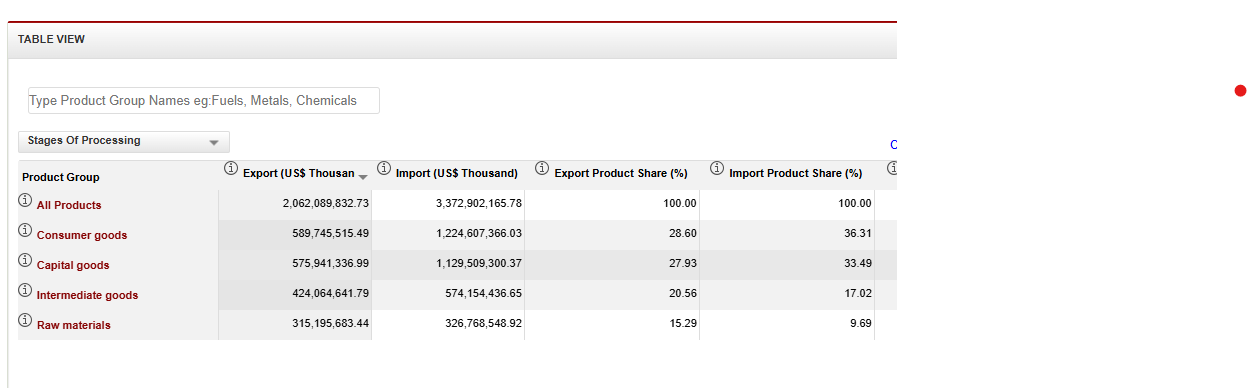 TABLE VIEW
Type Product Group Names eg:Fuels, Metals, Chemicals
Stages Of Processing
Product Group Export (US$ Thousan Import (US$ Thousand) Export Product Share (%) Import Product Share (%)
All Products 2,062,089,832.73 3,372,902,165.78 100.00 100.00
Consumer goods 589,745,515.49 1,224,607,366.03 28.60 36.31
Capital goods 575,941,336.99 1,129,509,300.37 27.93 33.49
Intermediate goods 424,064,641.79 574,154,436.65 20.56 17.02
Raw materials 315,195,683.44 326,768,548.92 15.29 9.69